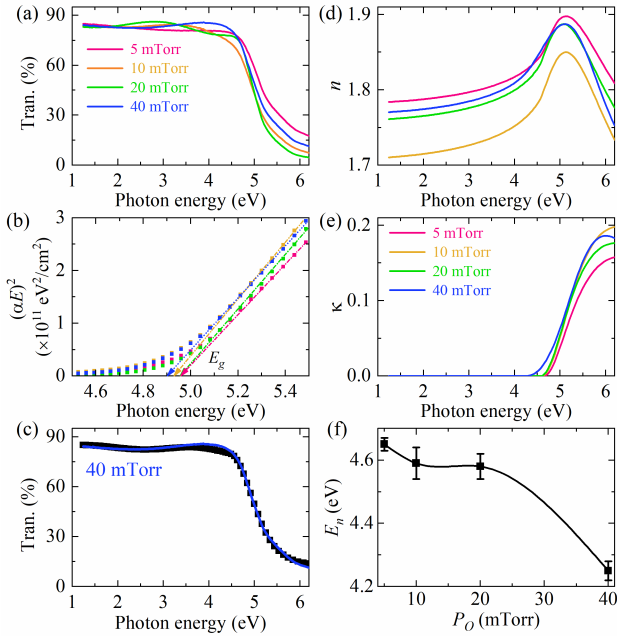 (a)
90
60
30
0
Tran. (%)
5 mTorr
10 mTorr
20 mTorr
40 mTorr
1 2 3 4 5 6
Photon energy (eV)
(d)
1.9
1.8
1.7
n
1 2 3 4 5 6
Photon energy (eV)
(b)
3
2
1
0
(αE)²
(×10¹¹ eV²/cm²)
E_g
4.6 4.8 5.0 5.2 5.4
Photon energy (eV)
(e)
0.2
0.1
0.0
κ
5 mTorr
10 mTorr
20 mTorr
40 mTorr
1 2 3 4 5 6
Photon energy (eV)
(c)
90
60
30
0
Tran. (%)
40 mTorr
1 2 3 4 5 6
Photon energy (eV)
(f)
4.6
4.4
4.2
E_n (eV)
10 20 30 40
P_O (mTorr)